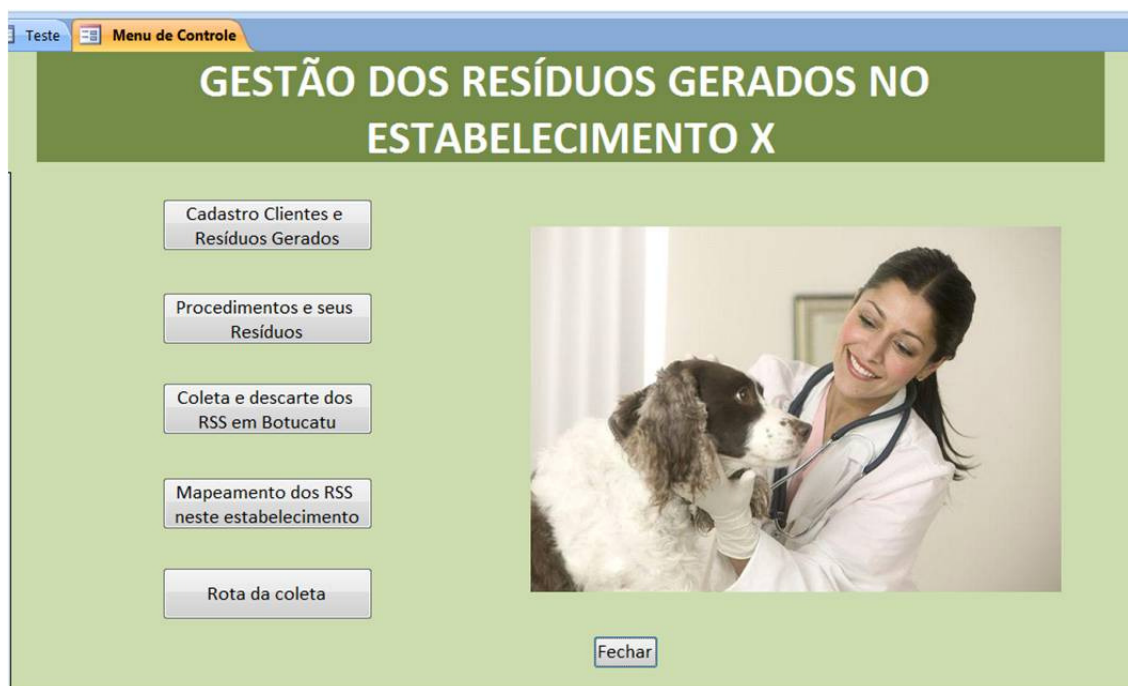 Teste
Menu de Controle
GESTÃO DOS RESÍDUOS GERADOS NO
ESTABELECIMENTO X
Cadastro Clientes e
Resíduos Gerados
Procedimentos e seus
Resíduos
Coleta e descarte dos
RSS em Botucatu
Mapeamento dos RSS
neste estabelecimento
Rota da coleta
Fechar